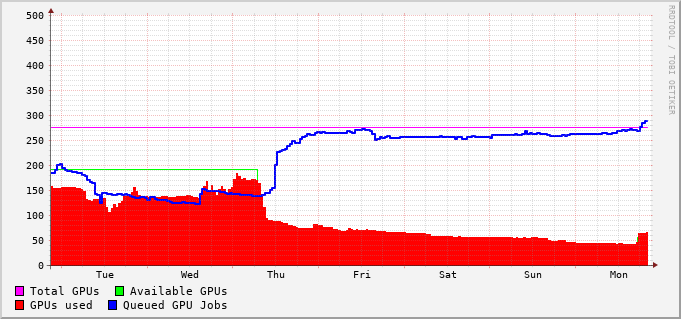 500
450
400
350
300
250
200
150
100
50
0
Tue Wed Thu Fri Sat Sun Mon
Total GPUs Available GPUs
GPUs used Queued GPU Jobs
RRDTOOL / TOBI OETIKER